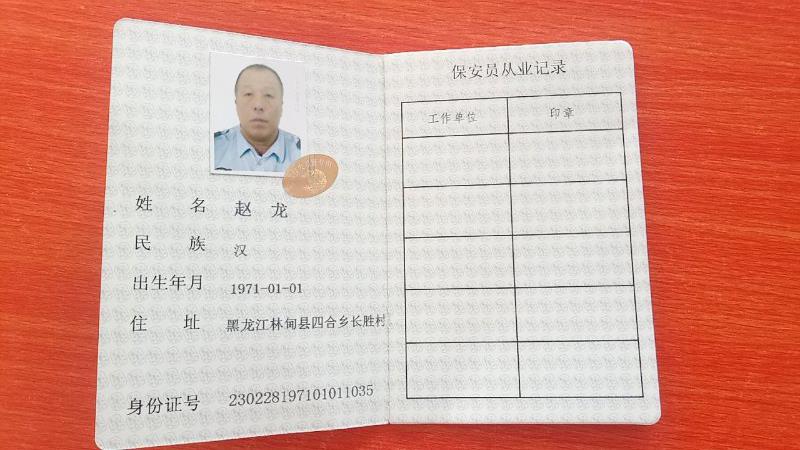 姓名 赵龙
民族 汉
出生年月 1971-01-01
住址 黑龙江林甸县四合乡长胜村
身份证号 230228197101011035
保安员从业记录
工作单位 印章